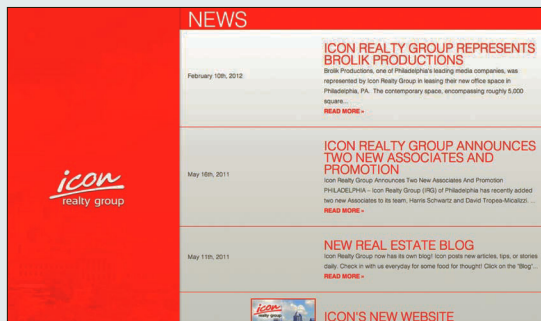 NEWS
February 10th, 2012
ICON REALTY GROUP REPRESENTS
BROLIK PRODUCTIONS
Brolik Productions, one of Philadelphia's leading media companies, was
represented by Icon Realty Group in leasing their new office space in
Philadelphia, PA. The contemporary space, encompassing roughly 5,000
square...
READ MORE »
May 16th, 2011
ICON REALTY GROUP ANNOUNCES
TWO NEW ASSOCIATES AND
PROMOTION
Icon Realty Group Announces Two New Associates And Promotion
PHILADELPHIA – Icon Realty Group (IRG) of Philadelphia has recently added
two new Associates to its team, Harris Schwartz and David Tropea-Micalizzi. ...
READ MORE »
icon
realty group
May 11th, 2011
NEW REAL ESTATE BLOG
Icon Realty Group now has its own blog! Icon posts new articles, tips, or stories
daily. Check in with us everyday for some food for thought! Click on the "Blog"...
READ MORE »
icon
realty group
ICON'S NEW WEBSITE